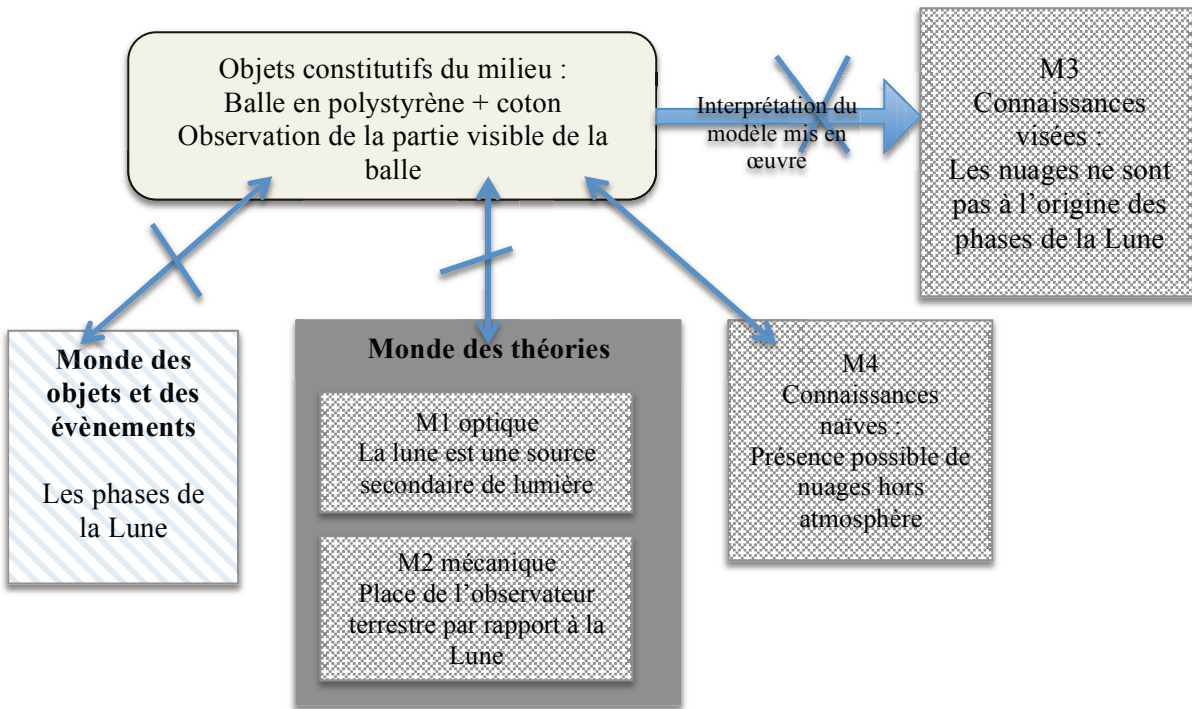 Objets constitutifs du milieu :
Balle en polystyrène + coton
Observation de la partie visible de la
balle
Interprétation du
modèle mis en
œuvre
M3
Connaissances
visées :
Les nuages ne sont
pas à l’origine des
phases de la Lune
Monde des
objets et des
évènements
Les phases de
la Lune
Monde des théories
M1 optique
La lune est une source
secondaire de lumière
M2 mécanique
Place de l’observateur
terrestre par rapport à la
Lune
M4
Connaissances
naïves :
Présence possible de
nuages hors
atmosphère